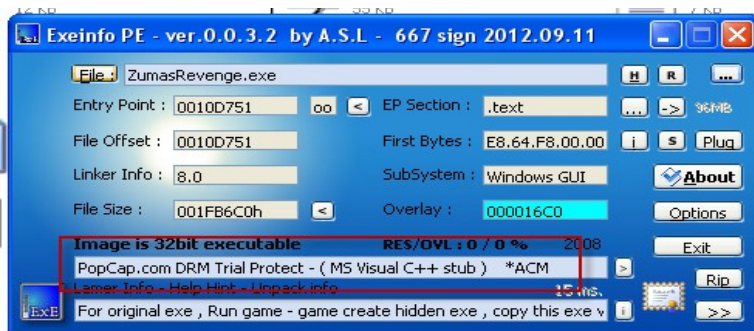 Exeinfo PE - ver.0.0.3.2 by A.S.L - 667 sign 2012.09.11
File : ZumasRevenge.exe H R ...
Entry Point : 0010D751 oo < EP Section : .text ... -> 96MB
File Offset : 0010D751 First Bytes : E8.64.F8.00.00 i S Plug
Linker Info : 8.0 SubSystem : Windows GUI About
File Size : 001FB6C0h < Overlay : 000016C0 Options
Image is 32bit executable RES/OVL : 0 / 0 % 2008 Exit
PopCap.com DRM Trial Protect - ( MS Visual C++ stub ) *ACM >
Lamer Info - Help Hint - Unpack info 15 ms. Rip
ExE For original exe , Run game - game create hidden exe , copy this exe v i >>